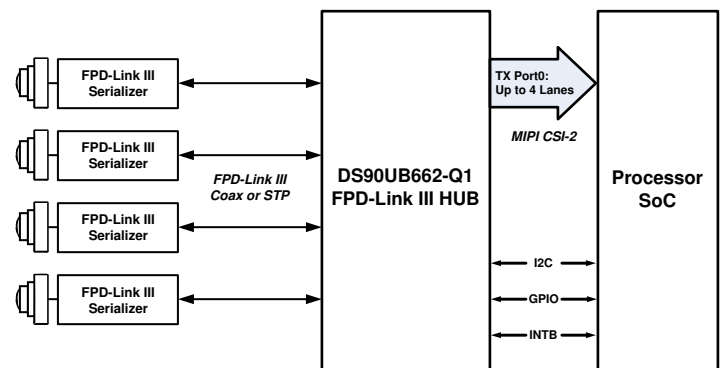 FPD-Link III
Serializer
FPD-Link III
Serializer
FPD-Link III
Serializer
FPD-Link III
Serializer
FPD-Link III
Coax or STP
DS90UB662-Q1
FPD-Link III HUB
TX Port0:
Up to 4 Lanes
MIPI CSI-2
I2C
GPIO
INTB
Processor
SoC